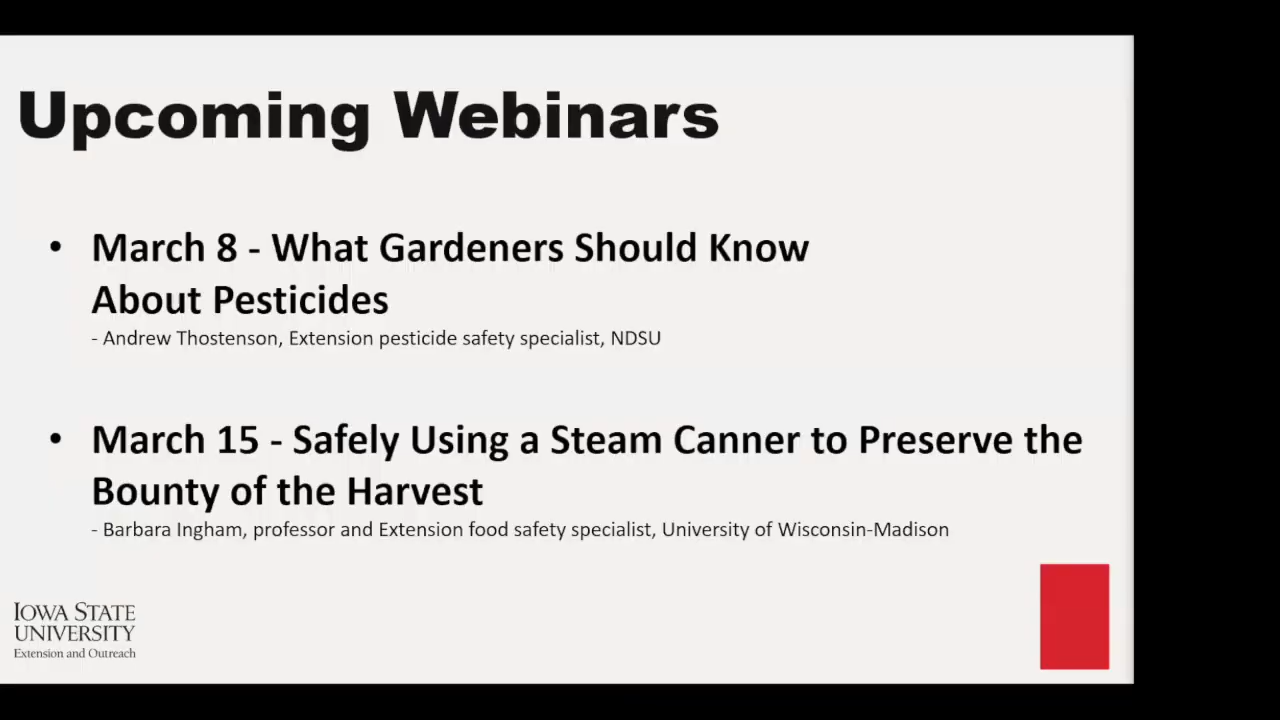 Upcoming Webinars
• March 8 - What Gardeners Should Know
About Pesticides
- Andrew Thostenson, Extension pesticide safety specialist, NDSU
• March 15 - Safely Using a Steam Canner to Preserve the
Bounty of the Harvest
- Barbara Ingham, professor and Extension food safety specialist, University of Wisconsin-Madison
IOWA STATE
UNIVERSITY
Extension and Outreach